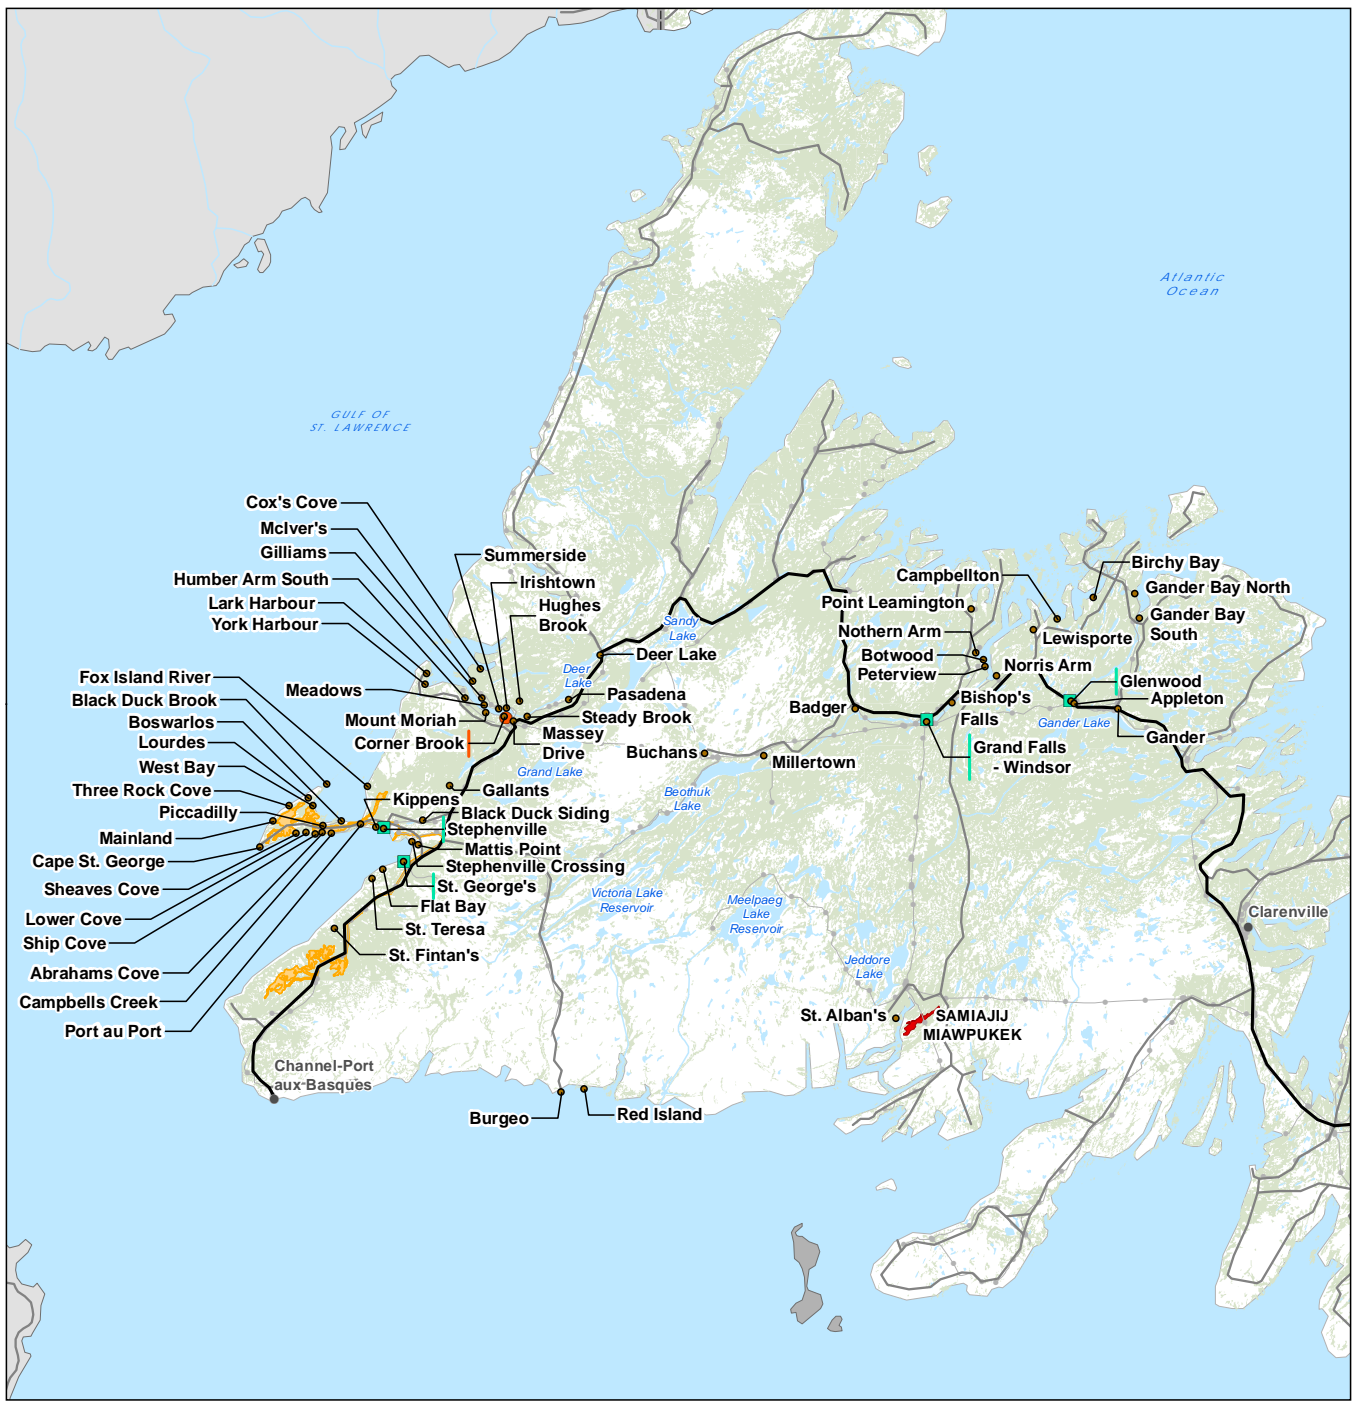 Atlantic
Ocean
GULF OF
ST. LAWRENCE
Cox's Cove
McIver's
Gilliams
Humber Arm South
Lark Harbour
York Harbour
Summerside
Irishtown
Hughes
Brook
Fox Island River
Black Duck Brook
Boswarlos
Lourdes
West Bay
Three Rock Cove
Piccadilly
Mainland
Cape St. George
Sheaves Cove
Lower Cove
Ship Cove
Abrahams Cove
Campbells Creek
Port au Port
Meadows
Mount Moriah
Corner Brook
Sandy
Lake
Deer Lake
Deer
Lake
Pasadena
Steady Brook
Massey
Drive
Grand Lake
Gallants
Kippens
Black Duck Siding
Stephenville
Mattis Point
Stephenville Crossing
St. George's
Flat Bay
St. Teresa
St. Fintan's
Buchans
Millertown
Beothuk
Lake
Badger
Victoria Lake
Reservoir
Meelpaeg
Lake
Reservoir
Jeddore
Lake
Campbellton
Point Leamington
Nothern Arm
Botwood
Peterview
Birchy Bay
Gander Bay North
Gander Bay
South
Lewisporte
Norris Arm
Glenwood
Appleton
Bishop's
Falls
Gander Lake
Gander
Grand Falls
- Windsor
Clarenville
St. Alban's
SAMIAJIJ
MIAWPUKEK
Channel-Port
aux-Basques
Burgeo
Red Island